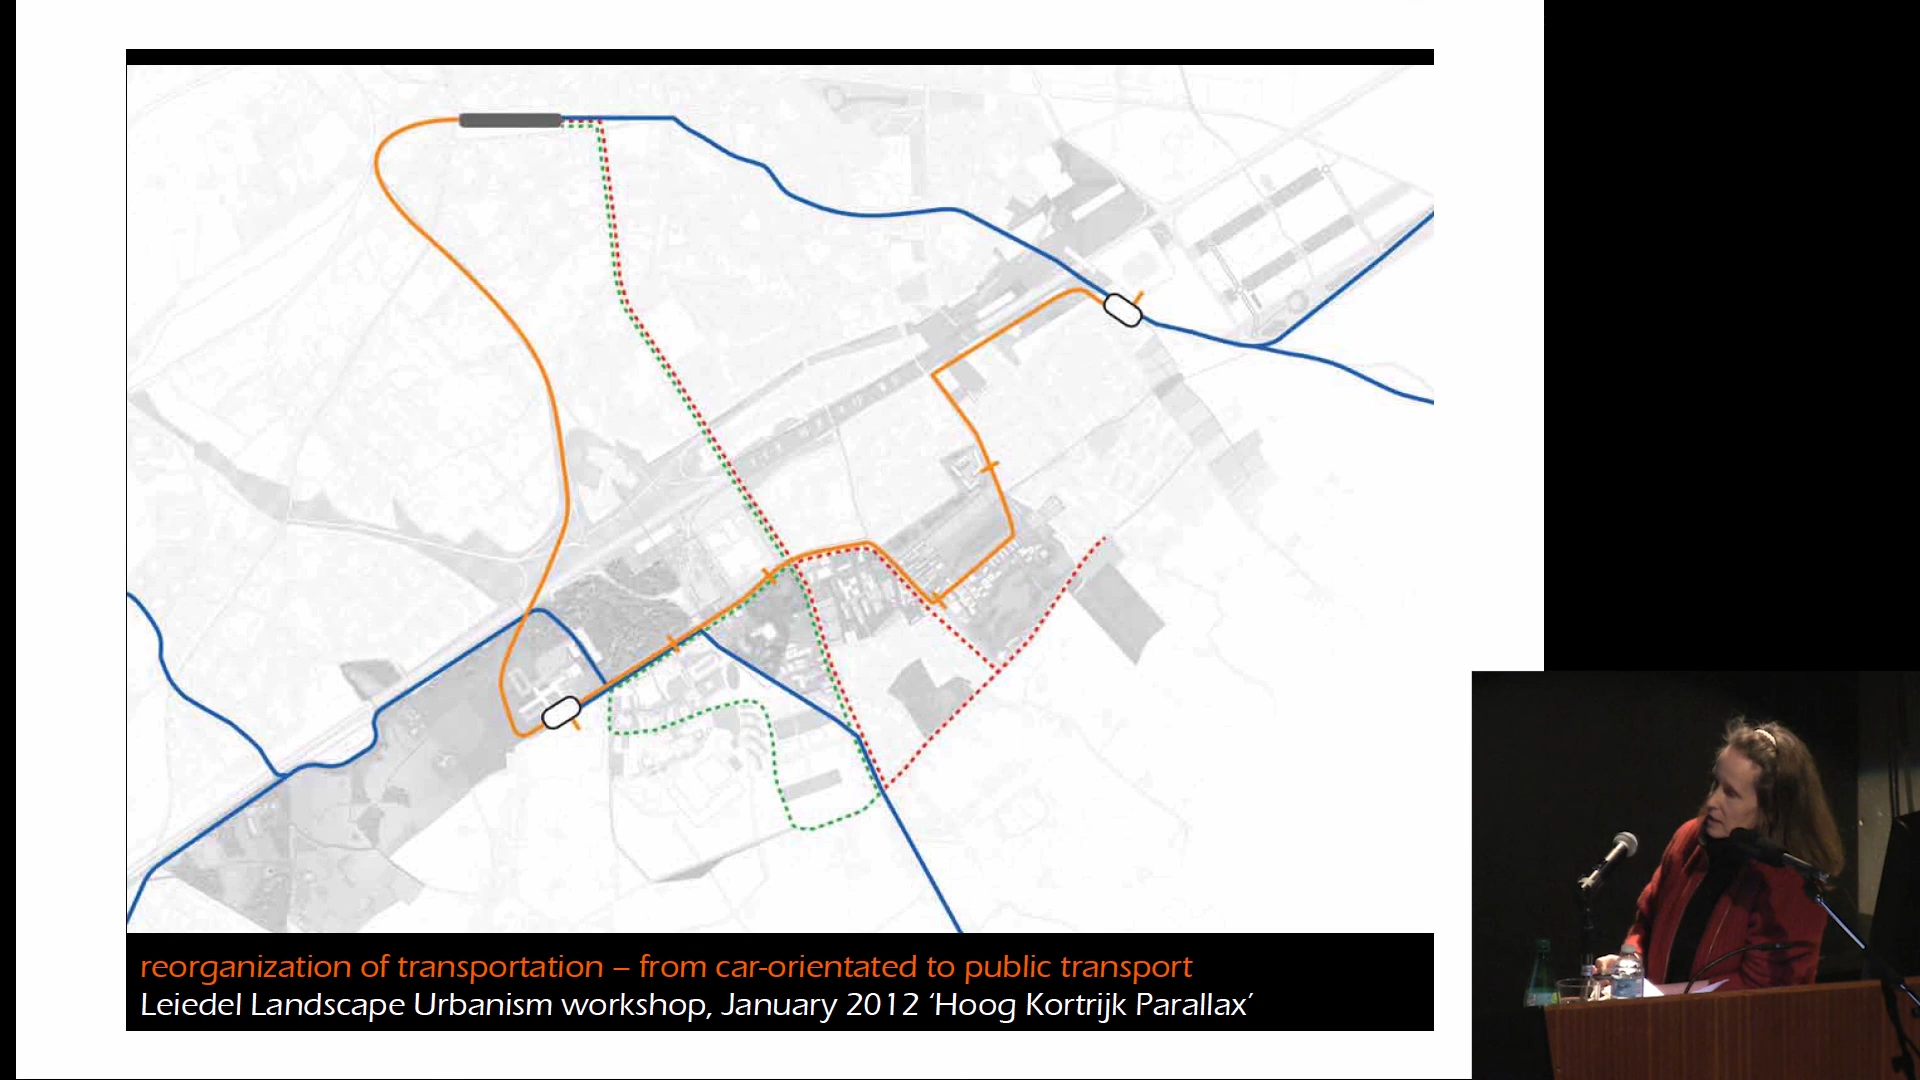 reorganization of transportation – from car-orientated to public transport
Leiedel Landscape Urbanism workshop, January 2012 ‘Hoog Kortrijk Parallax’